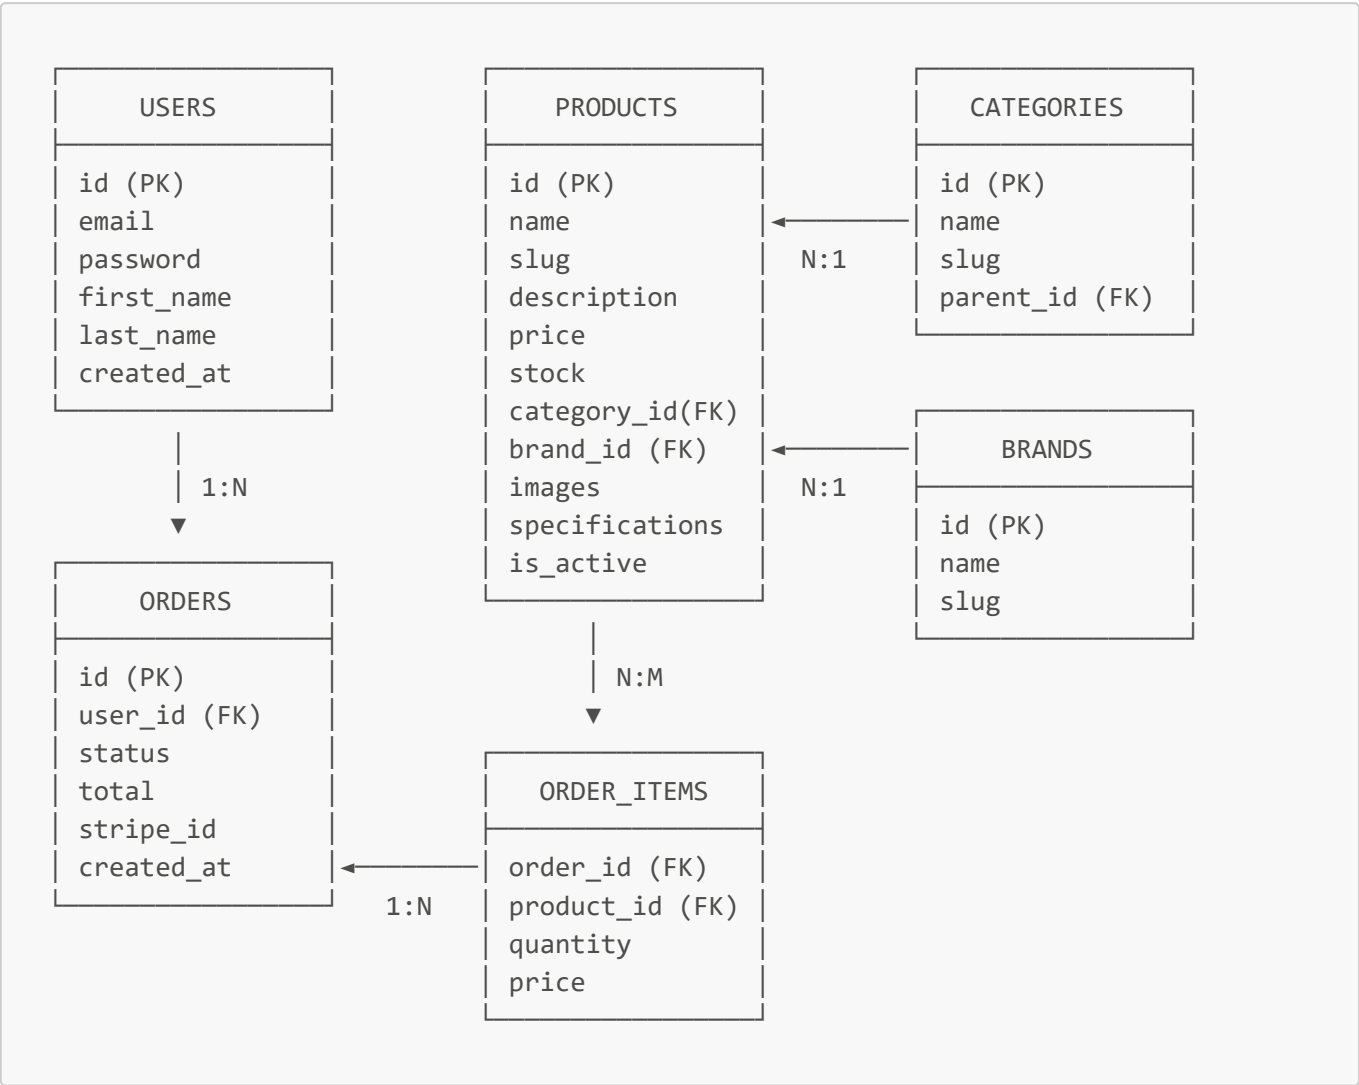 USERS
id (PK)
email
password
first_name
last_name
created_at
1:N
ORDERS
id (PK)
user_id (FK)
status
total
stripe_id
created_at
1:N
PRODUCTS
id (PK)
name
slug
description
price
stock
category_id(FK)
brand_id (FK)
images
specifications
is_active
N:M
ORDER_ITEMS
order_id (FK)
product_id (FK)
quantity
price
N:1
CATEGORIES
id (PK)
name
slug
parent_id (FK)
N:1
BRANDS
id (PK)
name
slug